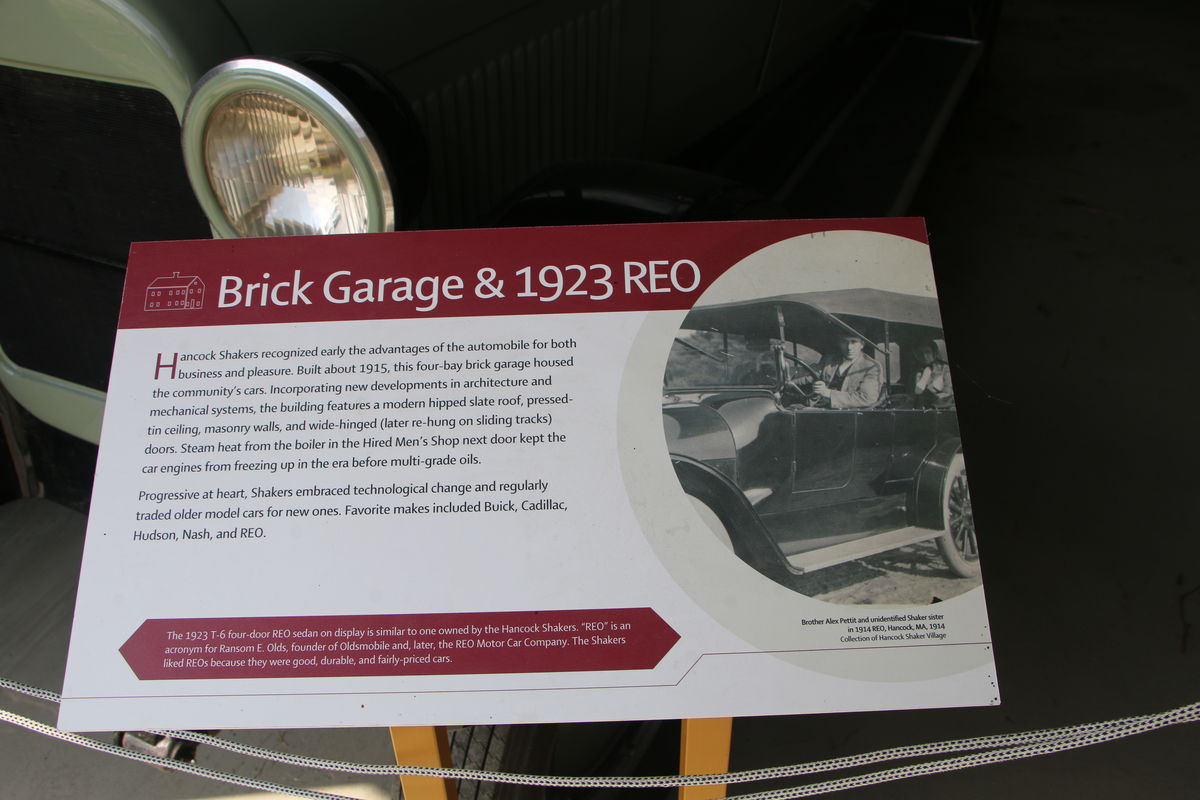 Brick Garage & 1923 REO
Hancock Shakers recognized early the advantages of the automobile for both
business and pleasure. Built about 1915, this four-bay brick garage housed
the community's cars. Incorporating new developments in architecture and
mechanical systems, the building features a modern hipped slate roof, pressed-
tin ceiling, masonry walls, and wide-hinged (later re-hung on sliding tracks)
doors. Steam heat from the boiler in the Hired Men's Shop next door kept the
car engines from freezing up in the era before multi-grade oils.
Progressive at heart, Shakers embraced technological change and regularly
traded older model cars for new ones. Favorite makes included Buick, Cadillac,
Hudson, Nash, and REO.
The 1923 T-6 four-door REO sedan on display is similar to one owned by the Hancock Shakers. "REO" is an
acronym for Ransom E. Olds, founder of Oldsmobile and, later, the REO Motor Car Company. The Shakers
liked REOs because they were good, durable, and fairly-priced cars.
Brother Alex Pettit and unidentified Shaker sister
in 1914 REO, Hancock, MA, 1914
Collection of Hancock Shaker Village